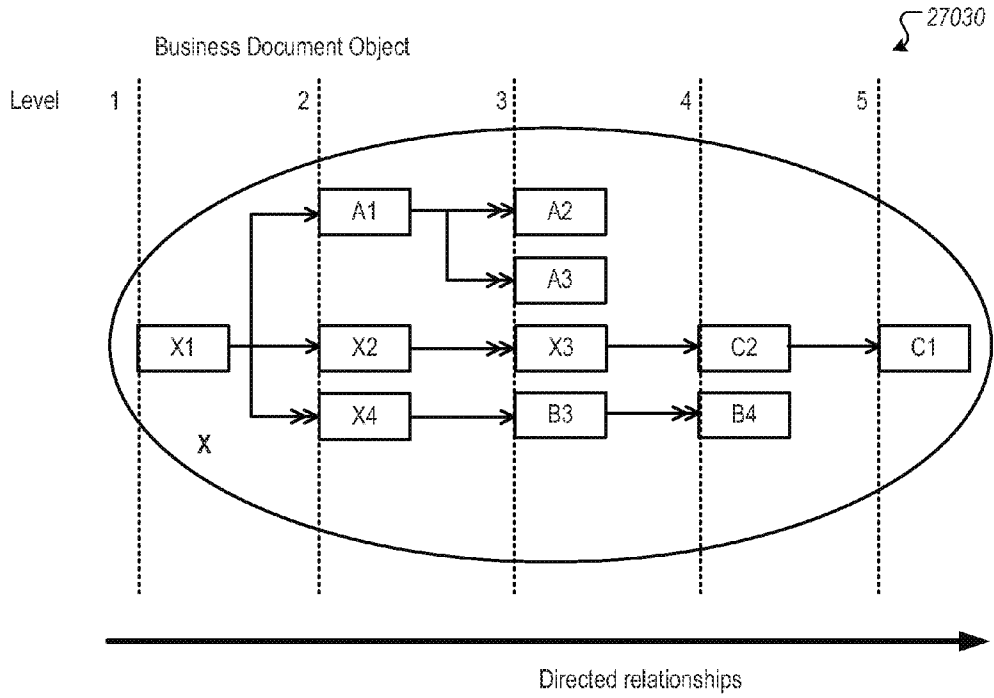 27030
Business Document Object
Level 1 2 3 4 5
A1 A2
A3
X1 X2 X3 C2 C1
X4 B3 B4
X
Directed relationships